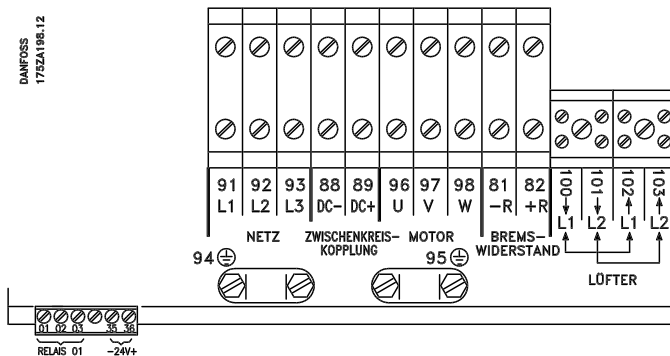 DANFOSS
175ZA198.12
91 92 93 88 89 96 97 98 81 82
L1 L2 L3 DC- DC+ U V W -R +R
100 101 102 103
L1 L2 L1 L2
NETZ ZWISCHENKREIS-KOPPLUNG MOTOR BREMS-WIDERSTAND
LÜFTER
94 95
01 02 03 35 36
RELAIS 01 -24V+